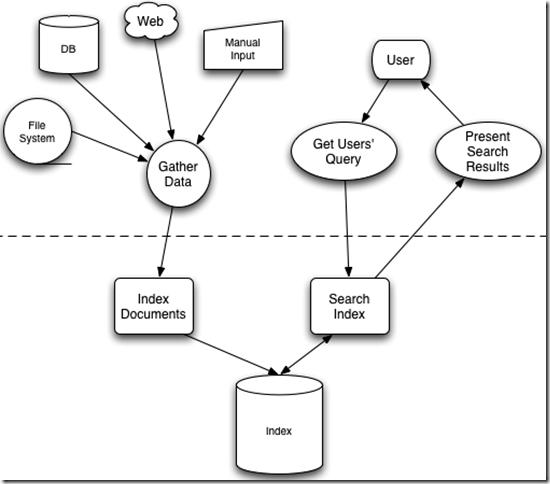 DB
Web
Manual
Input
File
System
Gather
Data
User
Get Users'
Query
Present
Search
Results
Index
Documents
Search
Index
Index